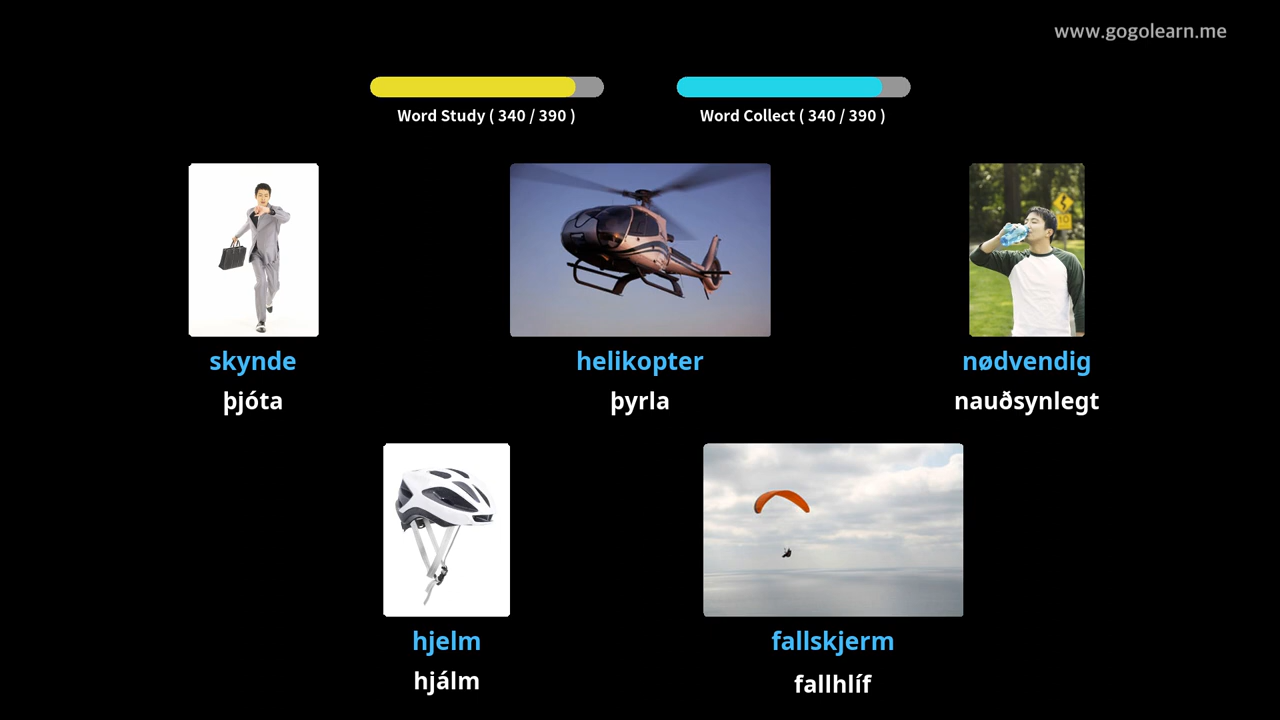 www.gogolearn.me
Word Study ( 340 / 390 )
Word Collect ( 340 / 390 )
skynde
þjóta
helikopter
þyrla
nødvendig
nauðsynlegt
hjelm
hjálm
fallskjerm
fallhlíf